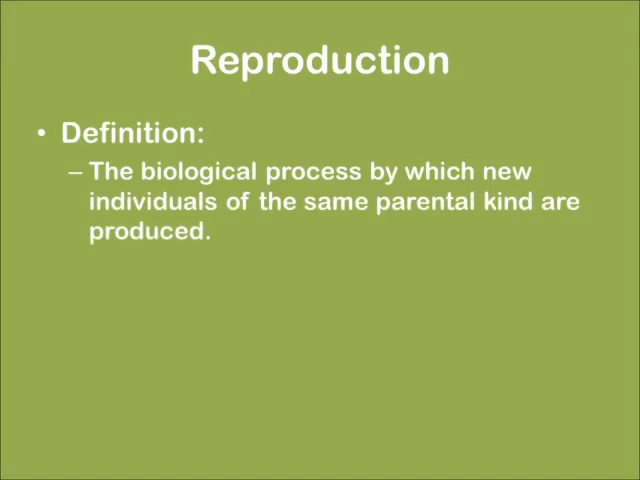 Reproduction
• Definition:
– The biological process by which new
individuals of the same parental kind are
produced.